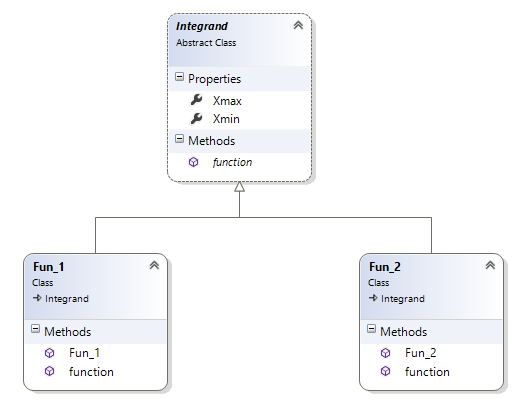 Integrand
Abstract Class
Properties
Xmax
Xmin
Methods
function
Fun_1
Class
Integrand
Methods
Fun_1
function
Fun_2
Class
Integrand
Methods
Fun_2
function